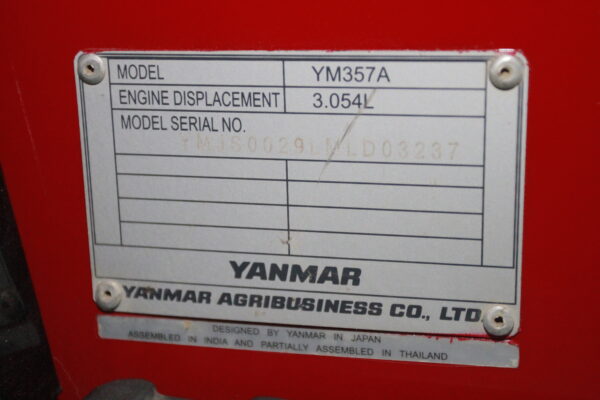 MODEL YM357A
ENGINE DISPLACEMENT 3.054L
MODEL SERIAL NO.
YANMAR
YANMAR AGRIBUSINESS CO., LTD.
DESIGNED BY YANMAR IN JAPAN
ASSEMBLED IN INDIA AND PARTIALLY ASSEMBLED IN THAILAND